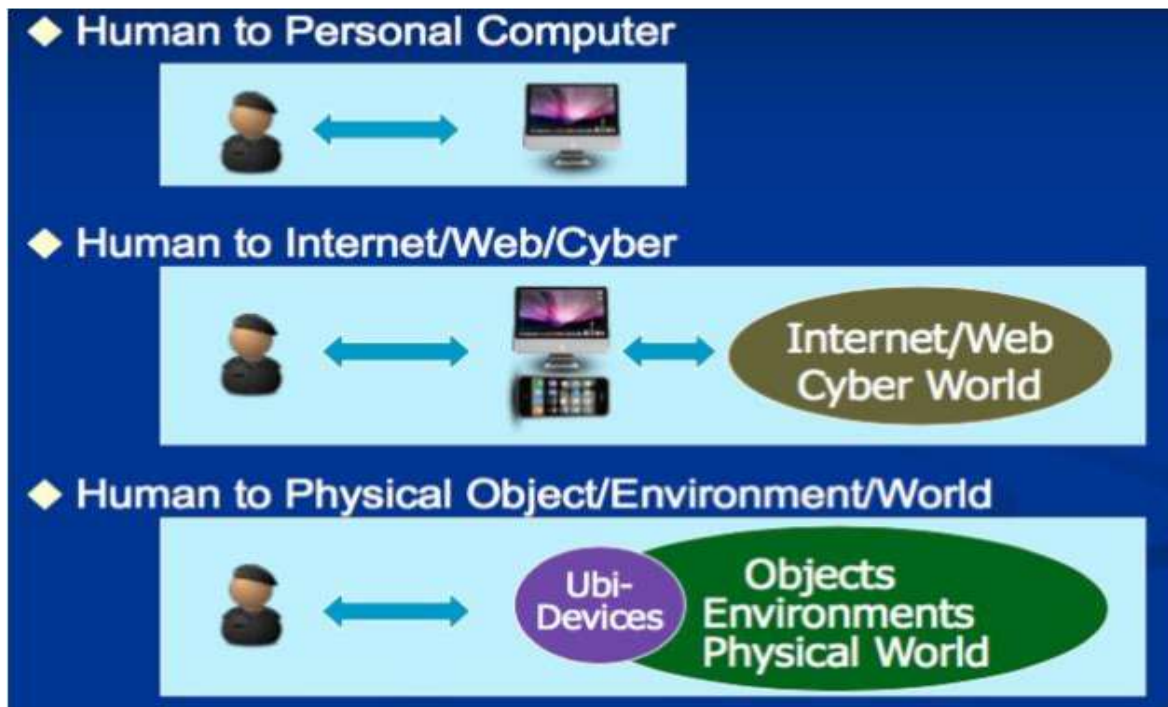 Human to Personal Computer
Human to Internet/Web/Cyber
Internet/Web
Cyber World
Human to Physical Object/Environment/World
Ubi-
Devices
Objects
Environments
Physical World